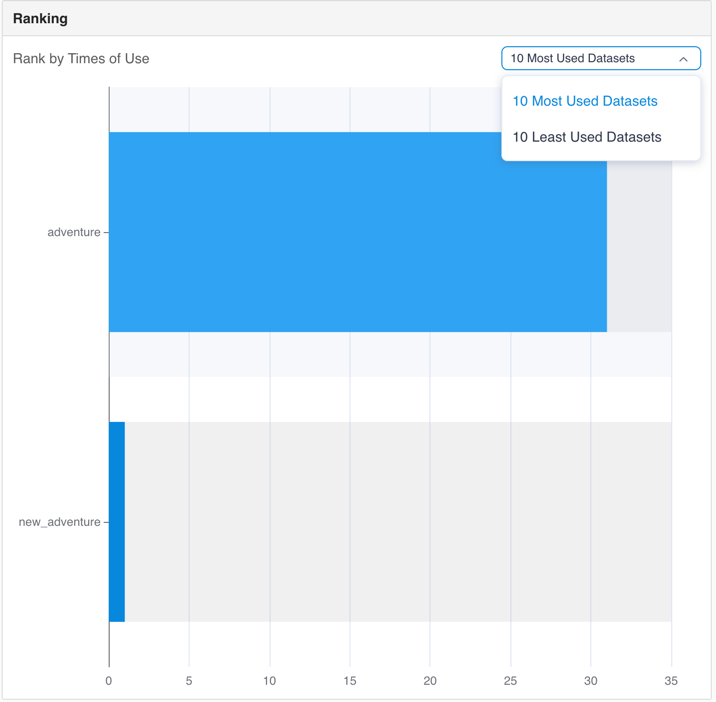 Ranking
Rank by Times of Use
10 Most Used Datasets
10 Most Used Datasets
10 Least Used Datasets
adventure
new_adventure
0 5 10 15 20 25 30 35